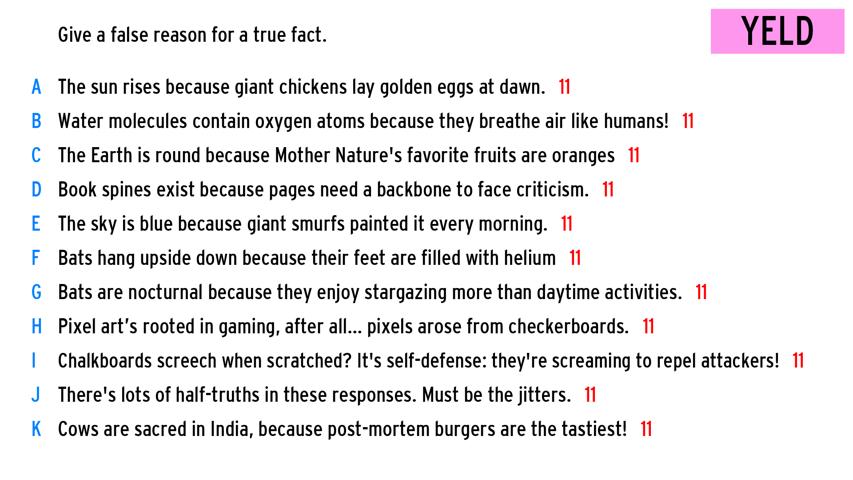 Give a false reason for a true fact.
YELD
A The sun rises because giant chickens lay golden eggs at dawn. 11
B Water molecules contain oxygen atoms because they breathe air like humans! 11
C The Earth is round because Mother Nature's favorite fruits are oranges 11
D Book spines exist because pages need a backbone to face criticism. 11
E The sky is blue because giant smurfs painted it every morning. 11
F Bats hang upside down because their feet are filled with helium 11
G Bats are nocturnal because they enjoy stargazing more than daytime activities. 11
H Pixel art's rooted in gaming, after all... pixels arose from checkerboards. 11
I Chalkboards screech when scratched? It's self-defense: they're screaming to repel attackers! 11
J There's lots of half-truths in these responses. Must be the jitters. 11
K Cows are sacred in India, because post-mortem burgers are the tastiest! 11